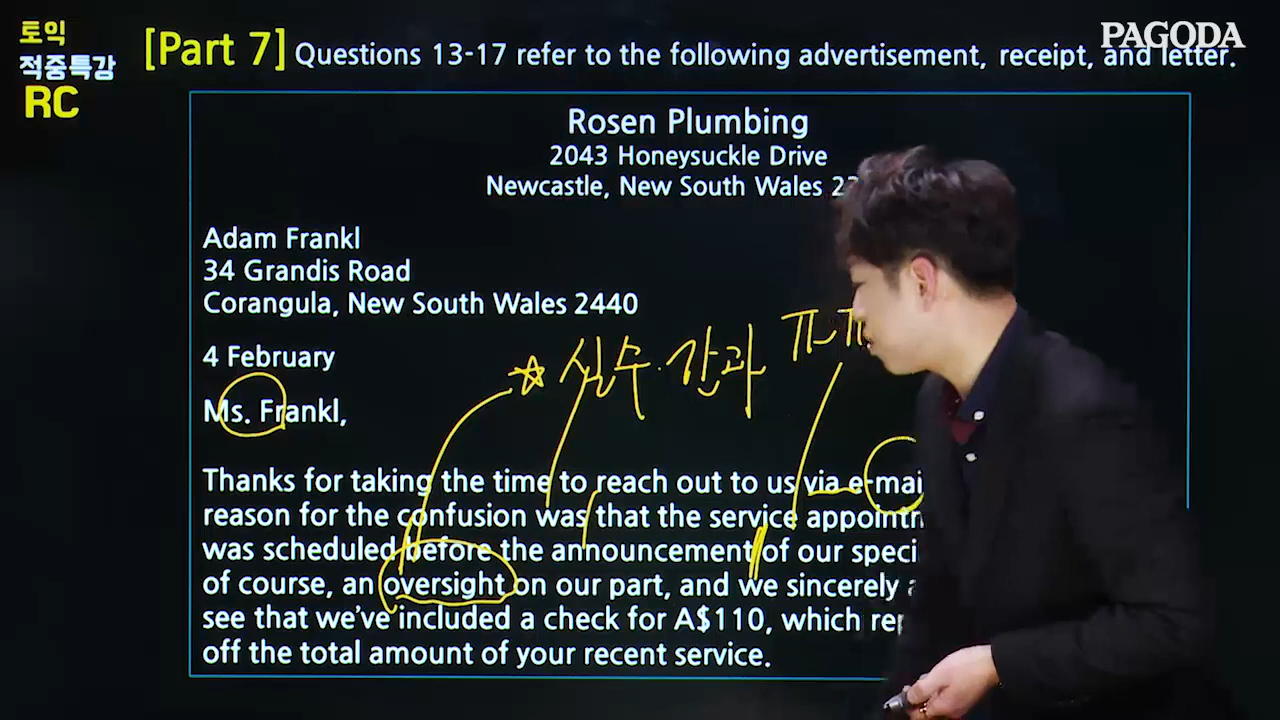 토익
적중특강
RC
[Part 7] Questions 13-17 refer to the following advertisement, receipt, and letter.
PAGODA
Rosen Plumbing
2043 Honeysuckle Drive
Newcastle, New South Wales
Adam Frankl
34 Grandis Road
Corangula, New South Wales 2440
4 February
실수. 간과
Ms. Frankl,
Thanks for taking the time to reach out to us via e-mai
reason for the confusion was that the service appoint
was scheduled before the announcement of our speci
of course, an oversight on our part, and we sincerely
see that we've included a check for A$110, which re
off the total amount of your recent service.